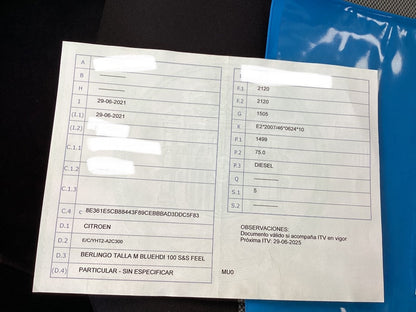 A
B ————
H ————
I 29-06-2021
(I.1) 29-06-2021
(I.2)
C.1.1
C.1.2
C.1.3
C.4 c 8E361E5CB88443F89CEBBBAD3DDC5F83
D.1 CITROEN
D.2 E/C/YHT2-A2C300
D.3 BERLINGO TALLA M BLUEHDI 100 S&S FEEL
(D.4) PARTICULAR - SIN ESPECIFICAR
F.1 2120
F.2 2120
G 1505
K E2*2007/46*0624*10
P.1 1499
P.2 75.0
P.3 DIESEL
Q ————
S.1 5
S.2 ————
OBSERVACIONES:
Documento válido si acompaña ITV en vigor
Próxima ITV: 29-06-2025
MU0